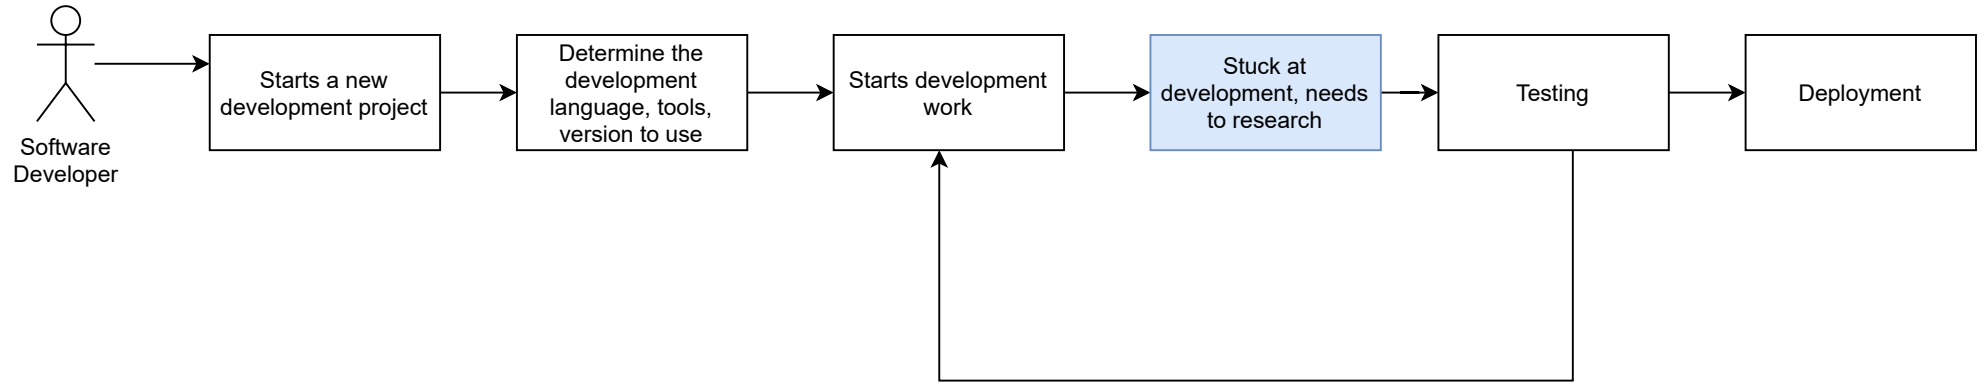 Software
Developer
Starts a new
development project
Determine the
development
language, tools,
version to use
Starts development
work
Stuck at
development, needs
to research
Testing
Deployment